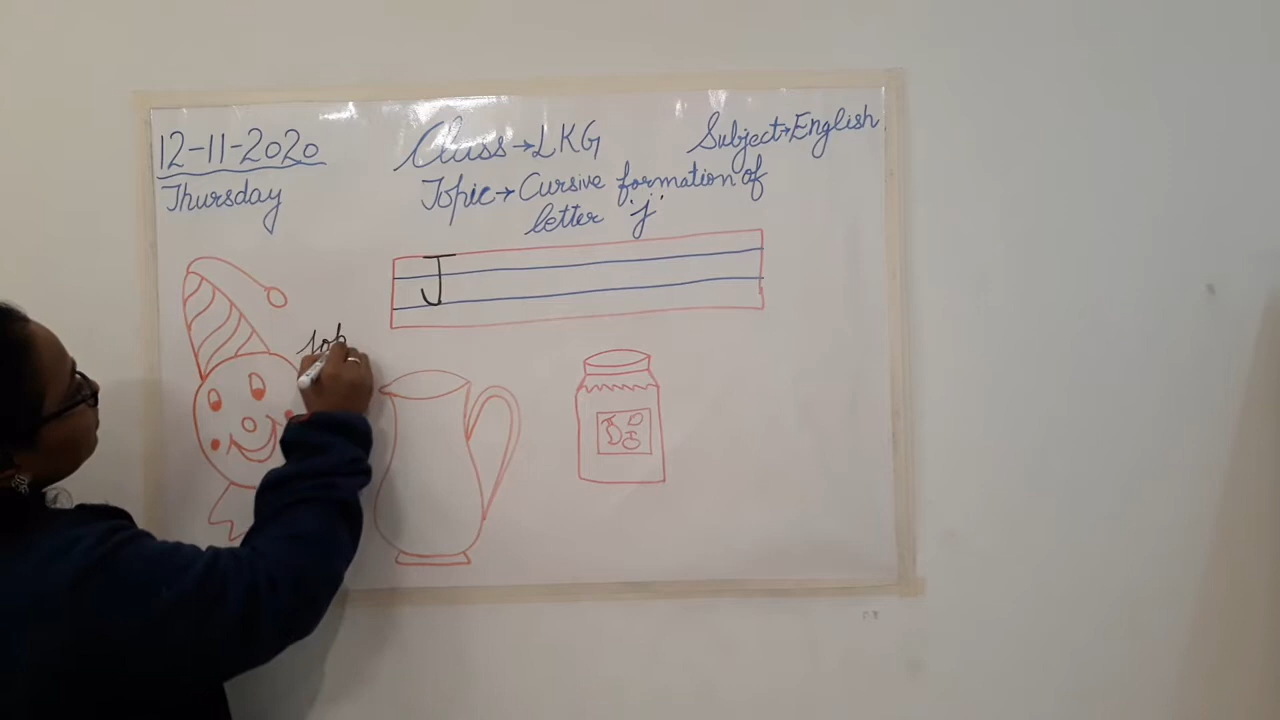 12-11-2020
Thursday
Class→LKG
Subject→English
Topic→Cursive formation of
letter 'j'
J